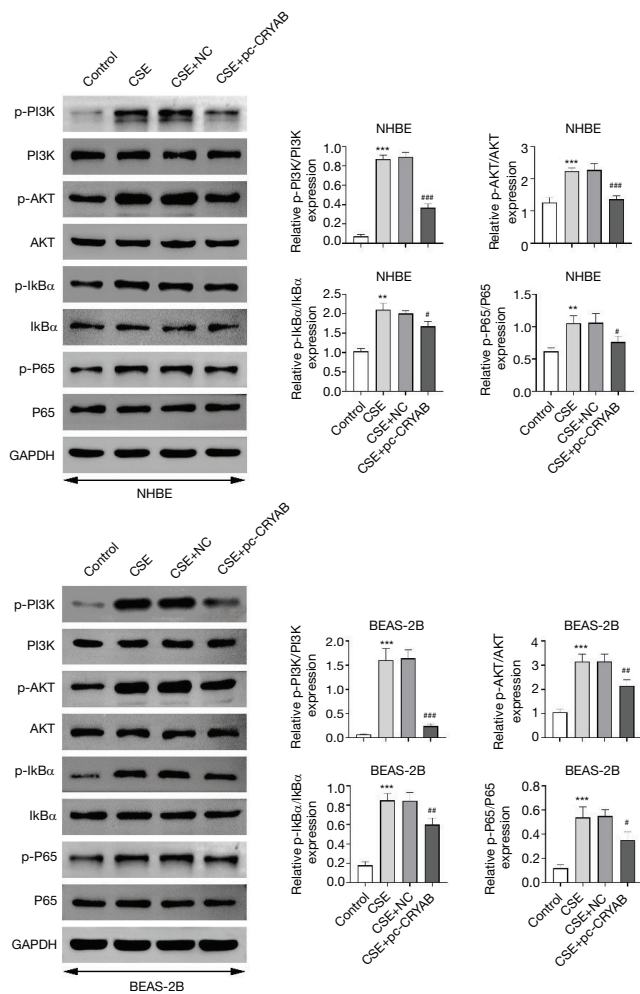 Control
CSE
CSE+NC
CSE+pc-CRYAB
p-PI3K
PI3K
p-AKT
AKT
p-IkBα
IkBα
p-P65
P65
GAPDH
NHBE
NHBE
Relative p-PI3K/PI3K
expression
1.0
0.8
0.6
0.4
0.2
0.0
***
###
NHBE
Relative p-AKT/AKT
expression
3
2
1
0
***
###
NHBE
Relative p-IkBα/IkBα
expression
2.5
2.0
1.5
1.0
0.5
0.0
**
#
Control
CSE
CSE+NC
CSE+pc-CRYAB
NHBE
Relative p-P65/P65
expression
1.5
1.0
0.5
0.0
**
#
Control
CSE
CSE+NC
CSE+pc-CRYAB
Control
CSE
CSE+NC
CSE+pc-CRYAB
p-PI3K
PI3K
p-AKT
AKT
p-IkBα
IkBα
p-P65
P65
GAPDH
BEAS-2B
BEAS-2B
Relative p-PI3K/PI3K
expression
2.0
1.5
1.0
0.5
0.0
***
###
BEAS-2B
Relative p-AKT/AKT
expression
4
3
2
1
0
***
##
BEAS-2B
Relative p-IkBα/IkBα
expression
1.0
0.8
0.6
0.4
0.2
0.0
***
##
Control
CSE
CSE+NC
CSE+pc-CRYAB
BEAS-2B
Relative p-P65/P65
expression
0.8
0.6
0.4
0.2
0.0
***
#
Control
CSE
CSE+NC
CSE+pc-CRYAB